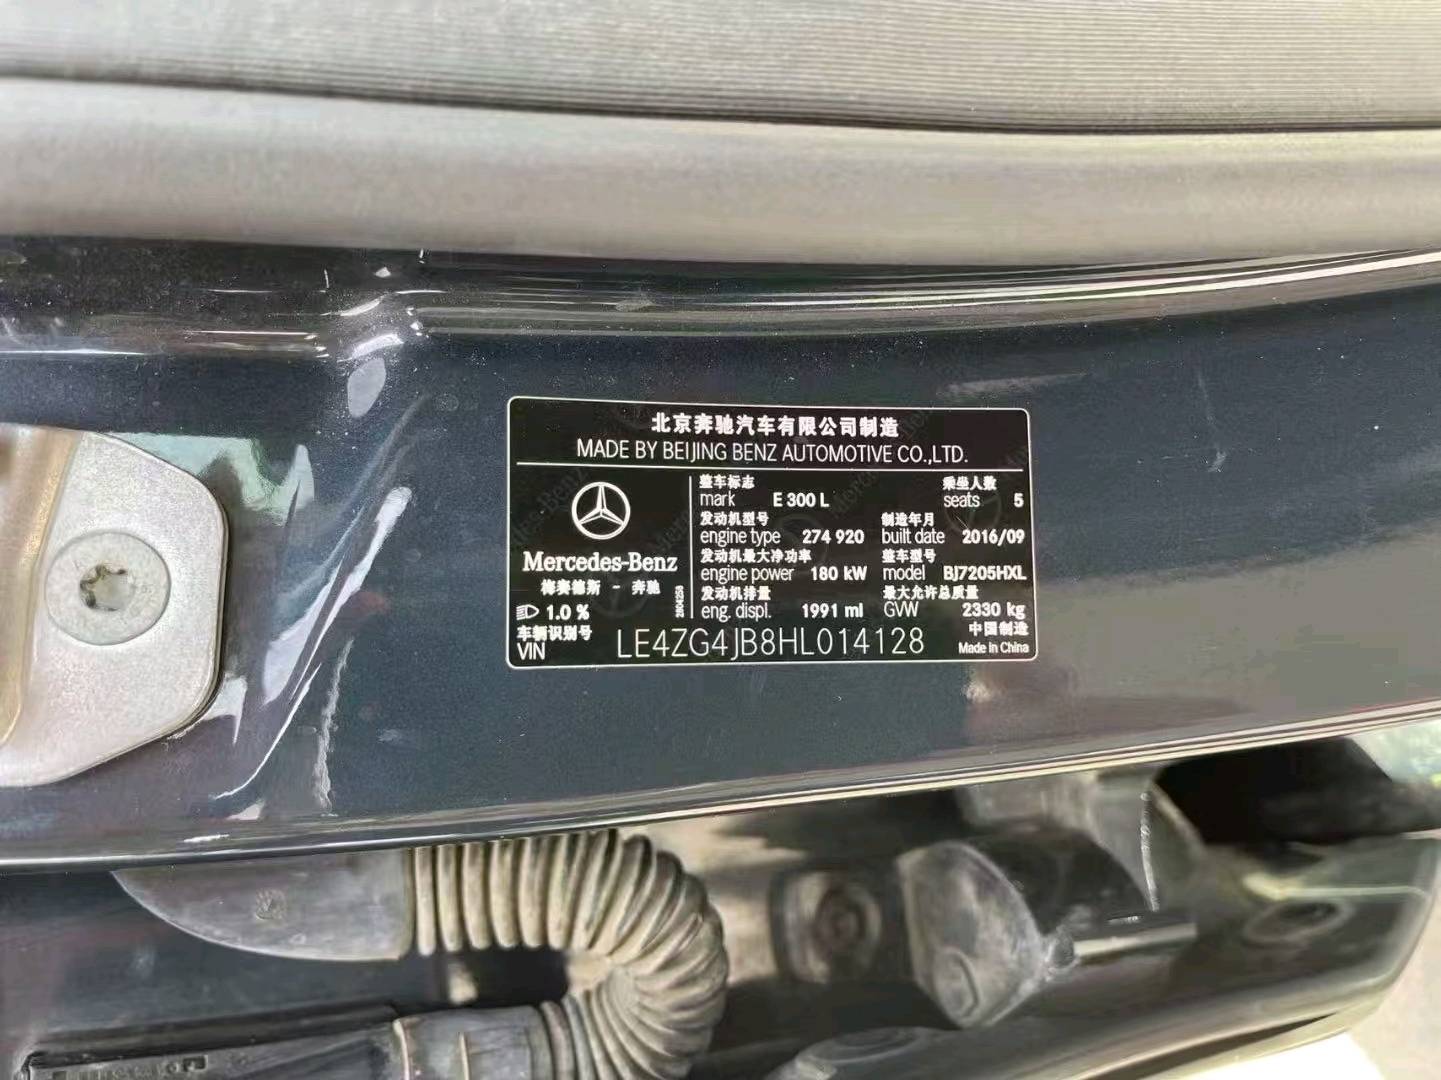 北京奔驰汽车有限公司制造
MADE BY BEIJING BENZ AUTOMOTIVE CO.,LTD.
Mercedes-Benz
梅赛德斯 - 奔驰
1.0 %
整车标志
mark E 300 L
乘坐人数
seats 5
发动机型号
engine type 274 920
制造年月
built date 2016/09
发动机最大净功率
engine power 180 kW
整车型号
model BJ7205HXL
发动机排量
eng. displ. 1991 ml
最大允许总质量
GVW 2330 kg
车辆识别号
VIN LE4ZG4JB8HL014128
中国制造
Made in China